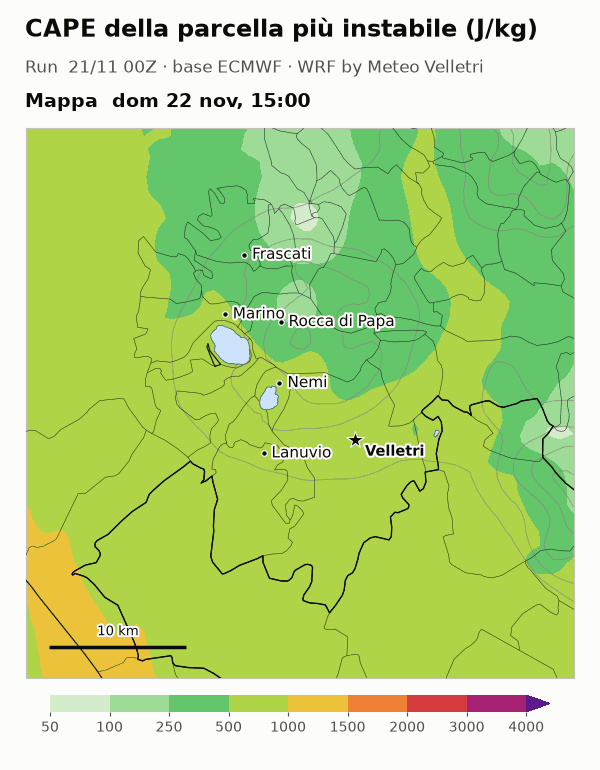 CAPE della parcella più instabile (J/kg)
Run  21/11 00Z · base ECMWF · WRF by Meteo Velletri
Mappa  dom 22 nov, 15:00
Frascati
Marino
Rocca di Papa
Nemi
Velletri
Lanuvio
10 km
50 100 250 500 1000 1500 2000 3000 4000